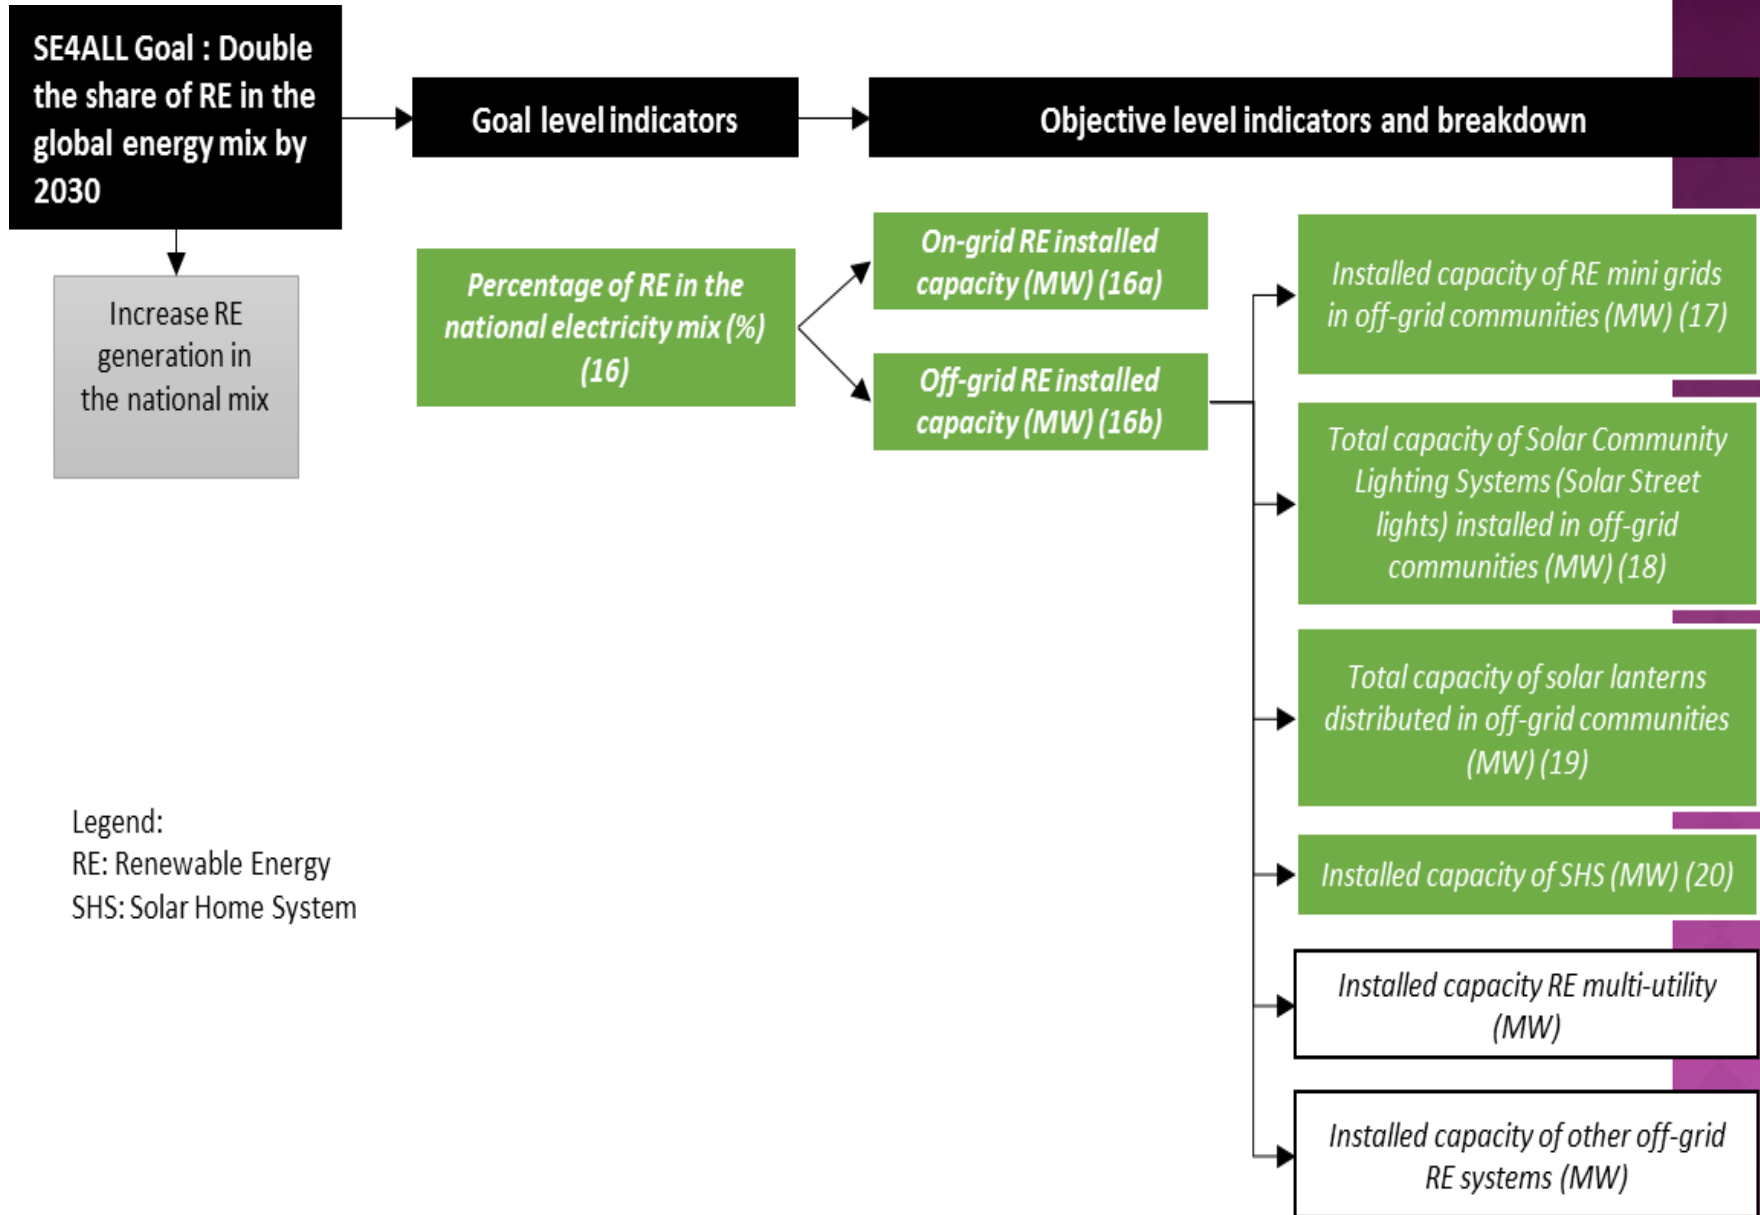 SE4ALL Goal : Double
the share of RE in the
global energy mix by
2030
Goal level indicators
Objective level indicators and breakdown
Increase RE
generation in
the national mix
Percentage of RE in the
national electricity mix (%)
(16)
On-grid RE installed
capacity (MW) (16a)
Off-grid RE installed
capacity (MW) (16b)
Installed capacity of RE mini grids
in off-grid communities (MW) (17)
Total capacity of Solar Community
Lighting Systems (Solar Street
lights) installed in off-grid
communities (MW) (18)
Total capacity of solar lanterns
distributed in off-grid communities
(MW) (19)
Installed capacity of SHS (MW) (20)
Installed capacity RE multi-utility
(MW)
Installed capacity of other off-grid
RE systems (MW)
Legend:
RE: Renewable Energy
SHS: Solar Home System